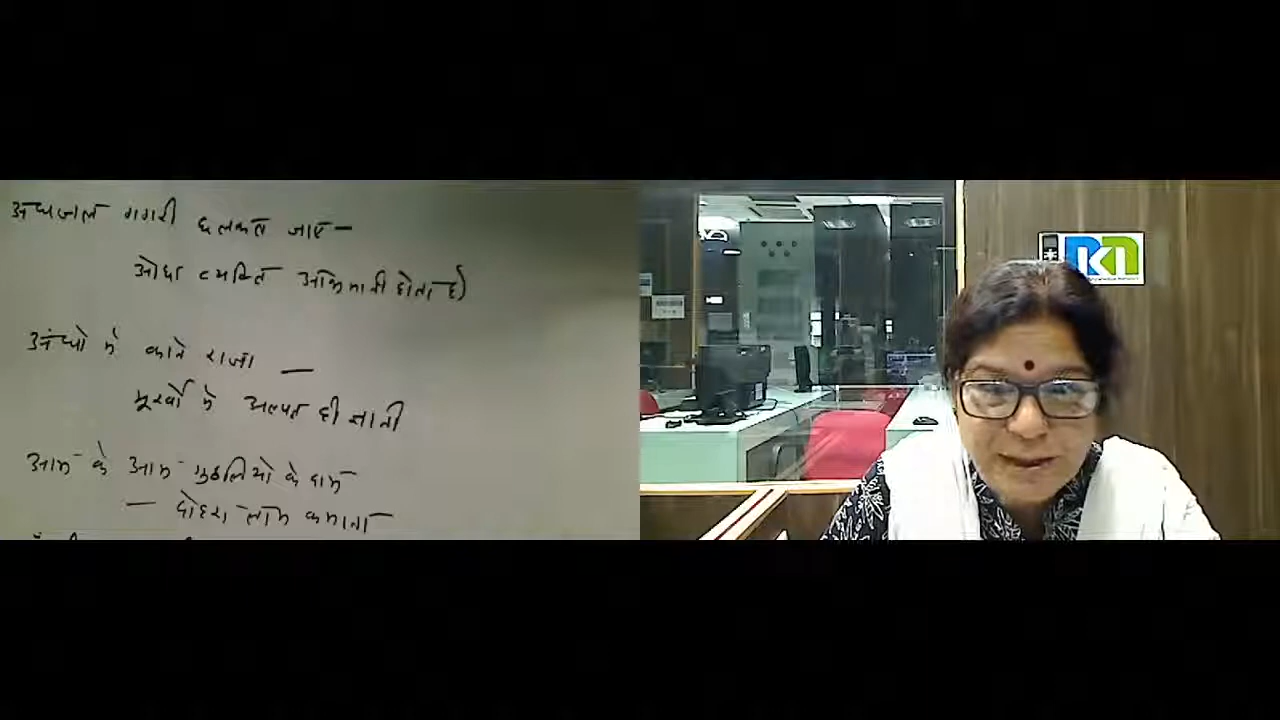 अधजल गगरी छलकत जाए —
ओछा व्यक्ति अभिमानी होता है
अंधो में काने राजा —
मूर्खो मे अल्पज्ञ ही ज्ञानी
आम के आम गुठलियो के दाम
— दोहरा लाभ कमाना